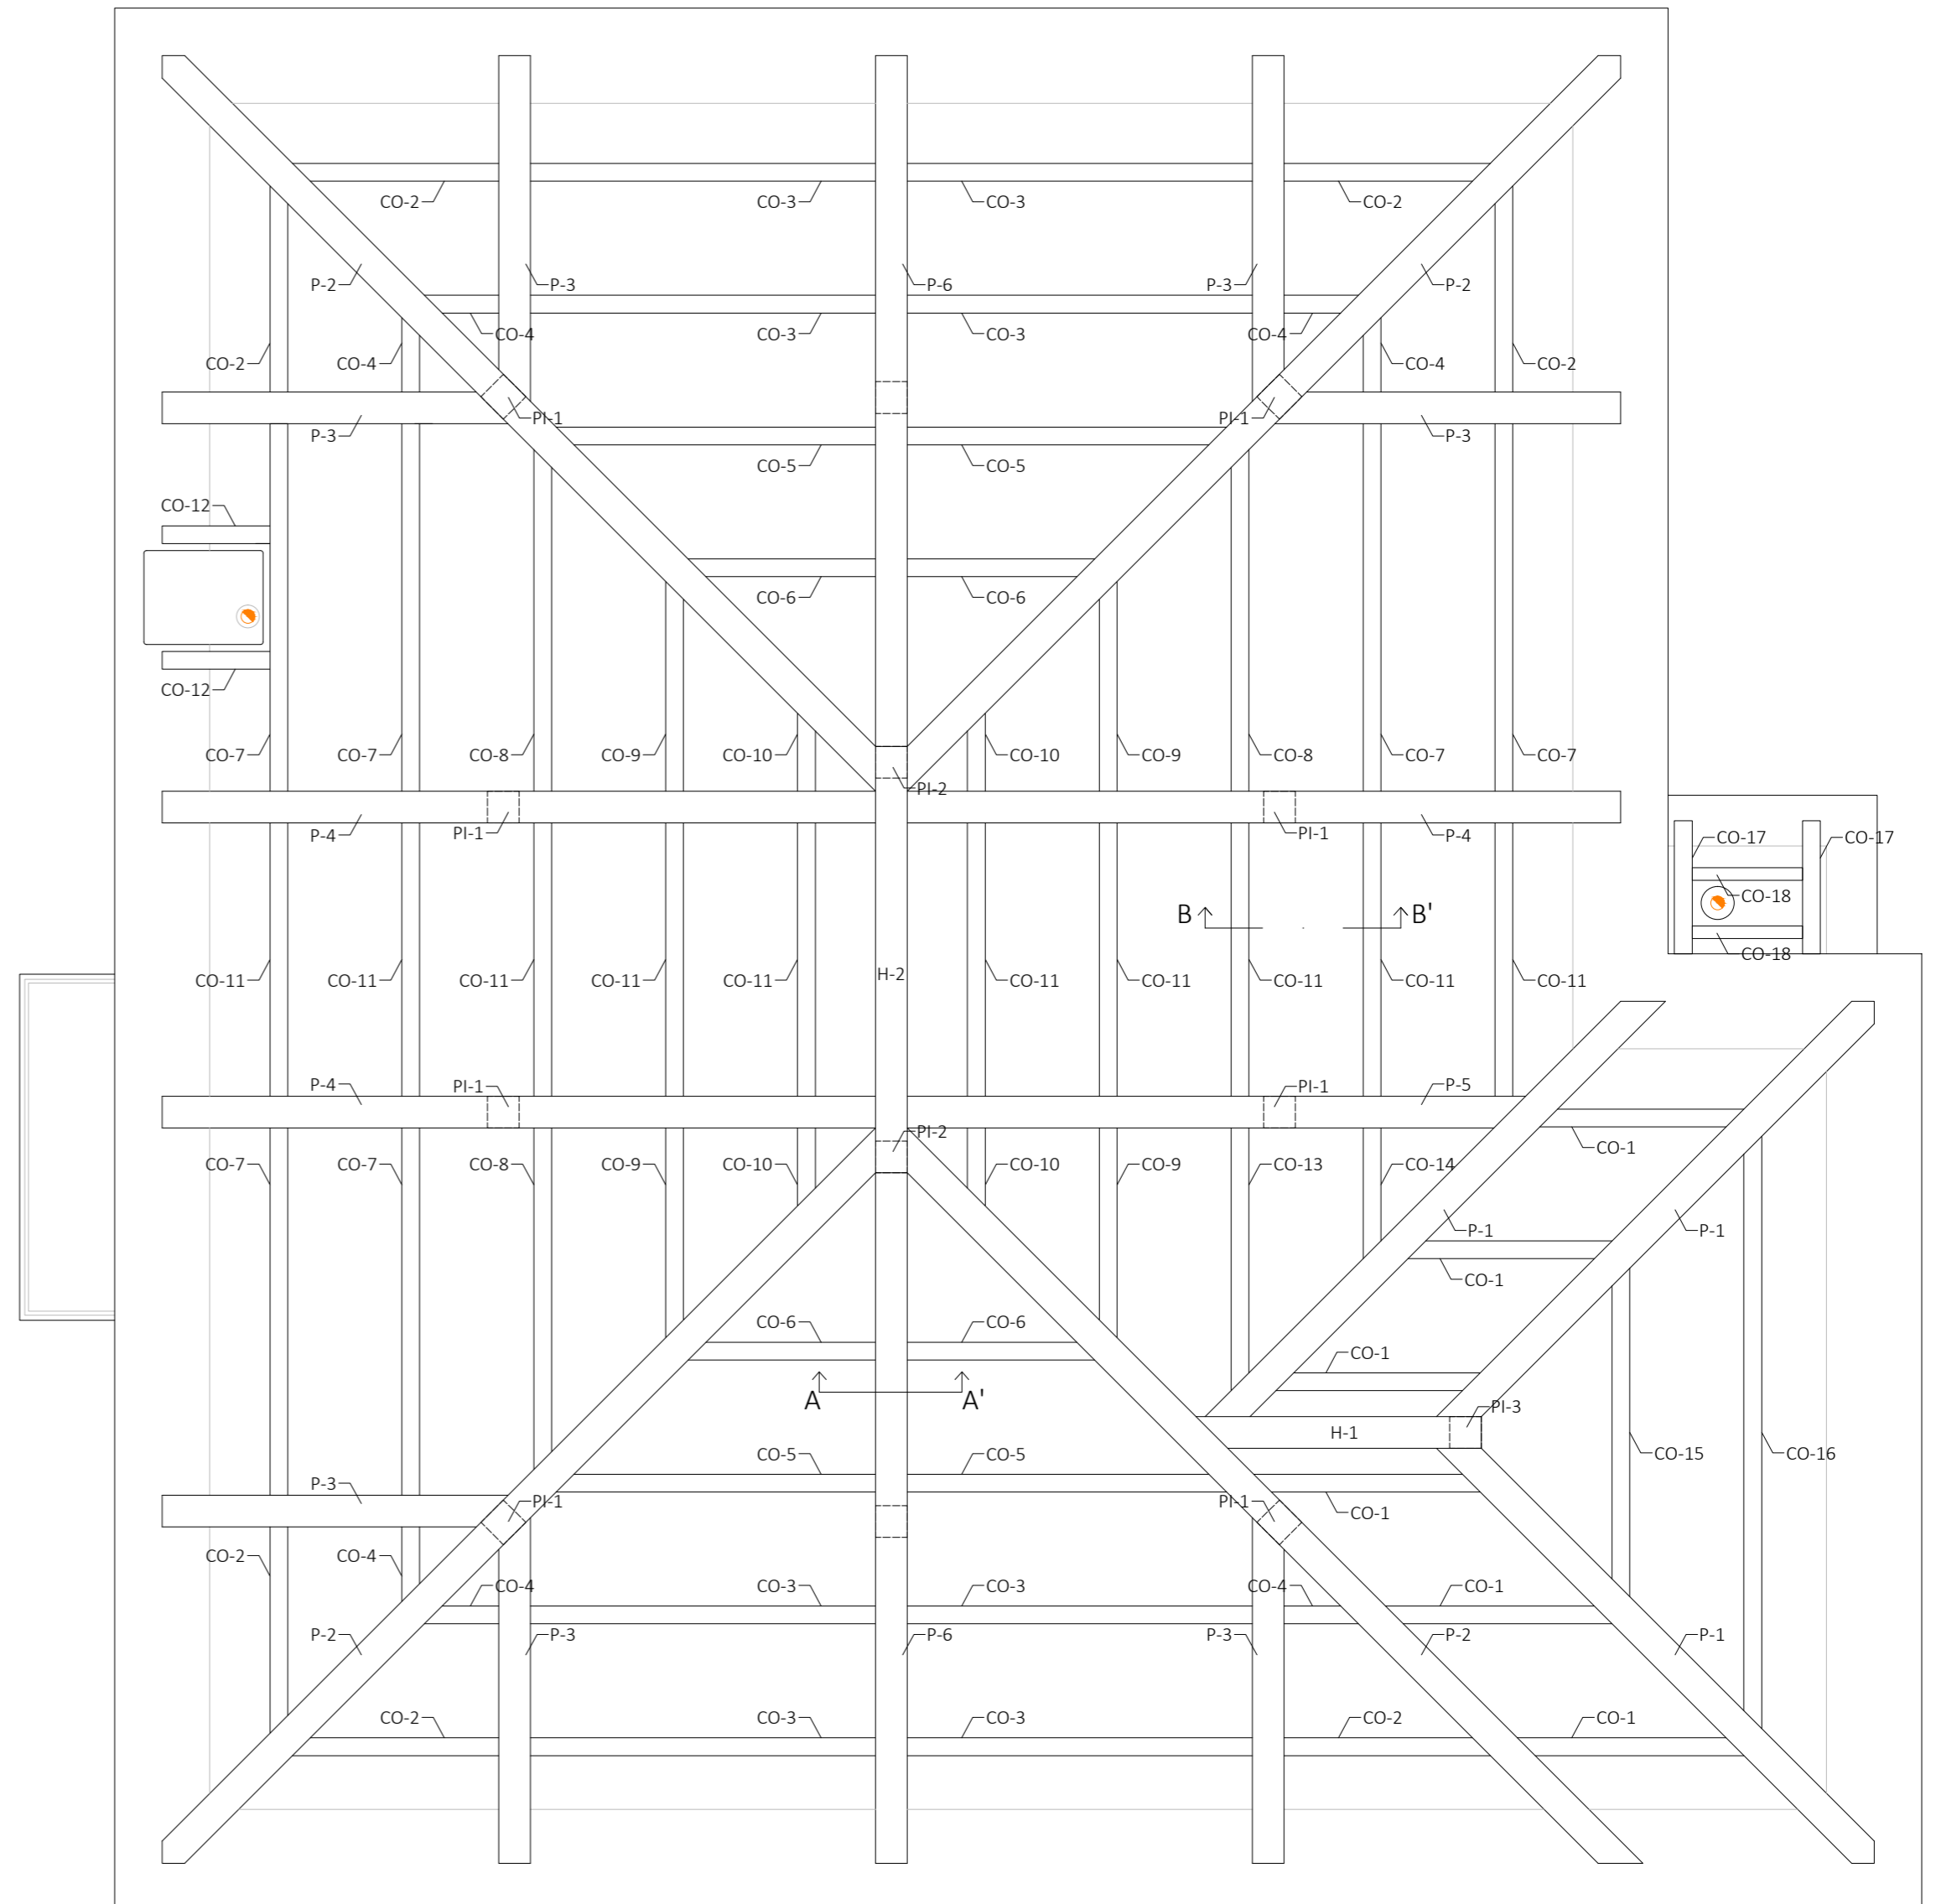 CO-2 CO-3 CO-3 CO-2
P-2 P-3 P-6 P-3 P-2
CO-4 CO-3 CO-3 CO-4
CO-2 CO-4 CO-4 CO-2
PI-1 PI-1
P-3 P-3
CO-5 CO-5
CO-12
CO-6 CO-6
CO-12
CO-7 CO-7 CO-8 CO-9 CO-10 CO-10 CO-9 CO-8 CO-7 CO-7
PI-2
P-4 PI-1 PI-1 P-4
CO-17 CO-17
CO-18
B B'
CO-18
H-2
CO-11 CO-11 CO-11 CO-11 CO-11 CO-11 CO-11 CO-11 CO-11 CO-11
P-4 PI-1 PI-1 P-5
PI-2
CO-1
CO-7 CO-7 CO-8 CO-9 CO-10 CO-10 CO-9 CO-13 CO-14
P-1 P-1
CO-1
CO-6 CO-6
CO-1
A A'
PI-3
H-1
CO-5 CO-5 CO-15 CO-16
P-3
PI-1 PI-1
CO-1
CO-2 CO-4
CO-4 CO-3 CO-3 CO-4 CO-1
P-2 P-3 P-6 P-3 P-2 P-1
CO-2 CO-3 CO-3 CO-2 CO-1